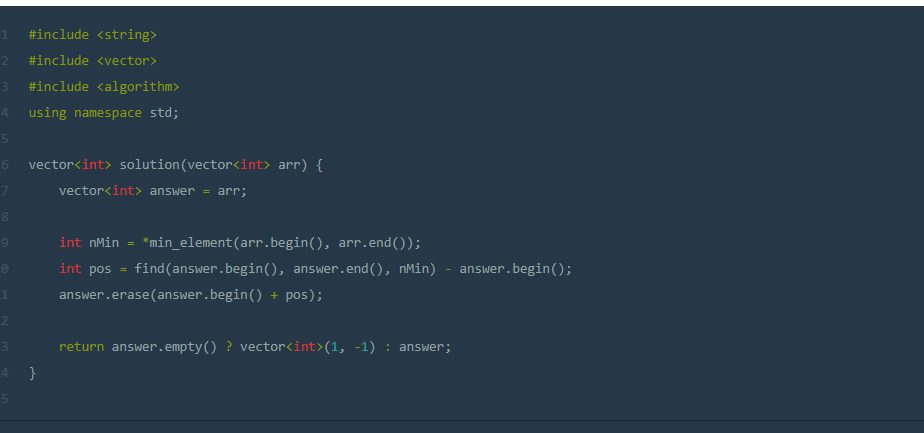 1 #include <string>
2 #include <vector>
3 #include <algorithm>
4 using namespace std;
5
6 vector<int> solution(vector<int> arr) {
7     vector<int> answer = arr;
8
9     int nMin = *min_element(arr.begin(), arr.end());
0     int pos = find(answer.begin(), answer.end(), nMin) - answer.begin();
1     answer.erase(answer.begin() + pos);
2
3     return answer.empty() ? vector<int>(1, -1) : answer;
4 }
5